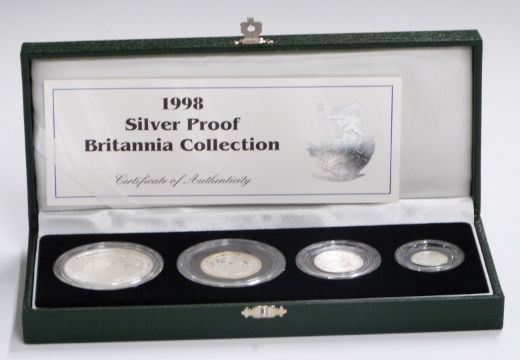 1998
Silver Proof
Britannia Collection
Certificate of Authenticity